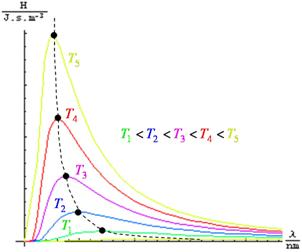 H
J.s.m⁻²
T₅
T₄
T₁ < T₂ < T₃ < T₄ < T₅
T₃
T₂
T₁
λ
nm